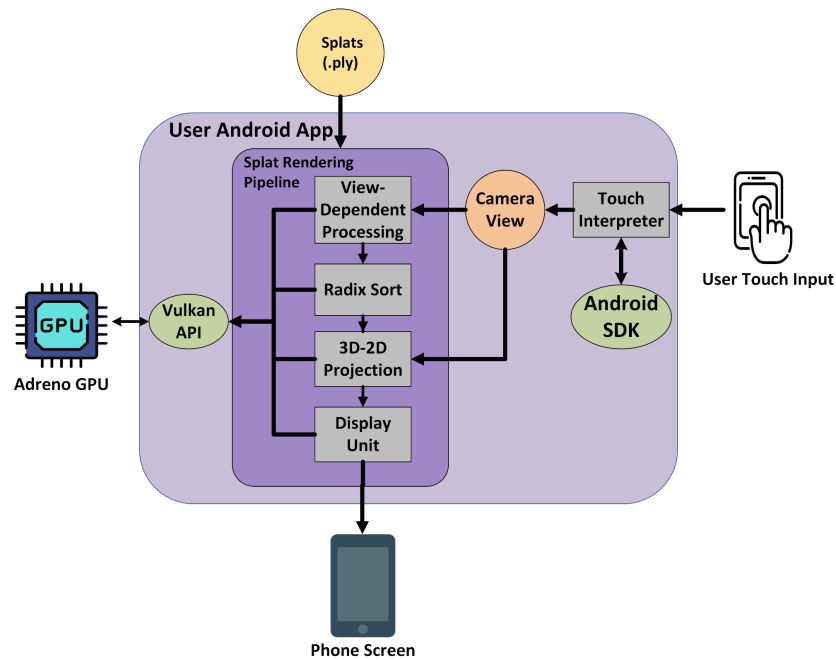 Splats
(.ply)
User Android App
Splat Rendering
Pipeline
View-
Dependent
Processing
Camera
View
Touch
Interpreter
User Touch Input
Radix Sort
Android
SDK
Vulkan
API
GPU
Adreno GPU
3D-2D
Projection
Display
Unit
Phone Screen